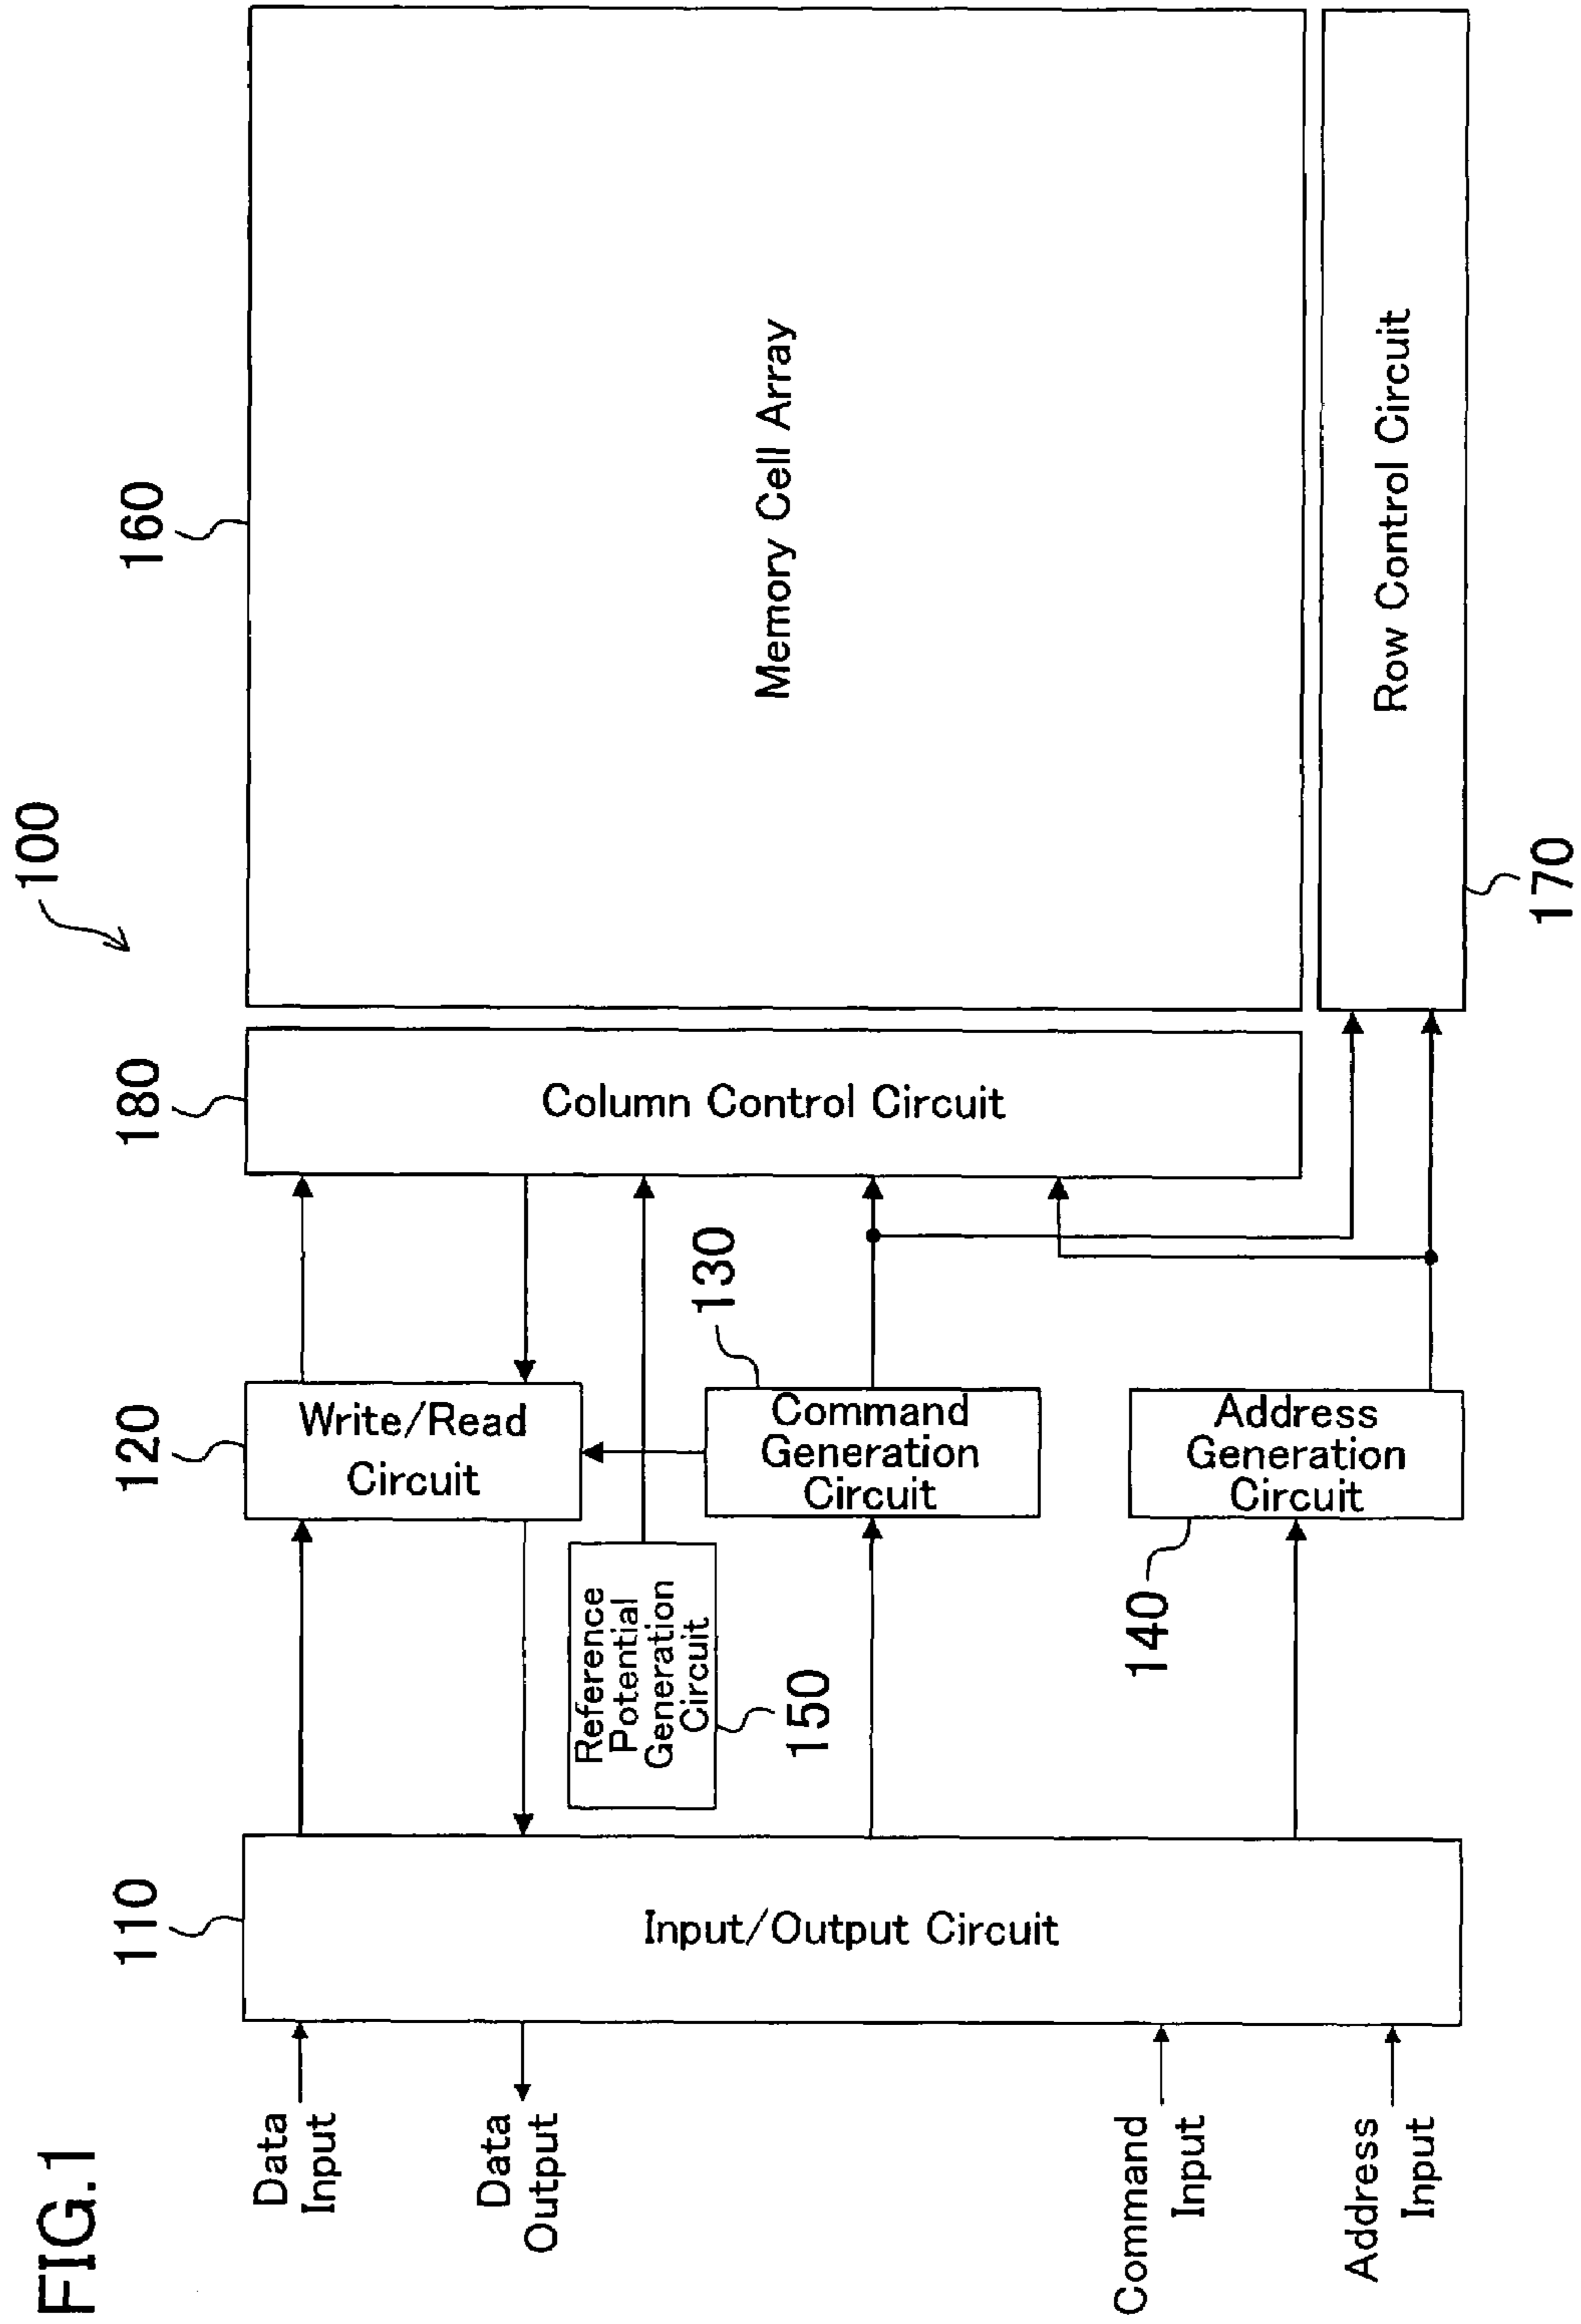 FIG.1
100
110
Input/Output Circuit
Data
Input
Data
Output
Command
Input
Address
Input
120
Write/Read
Circuit
130
Command
Generation
Circuit
140
Address
Generation
Circuit
150
Reference
Potential
Generation
Circuit
180
Column Control Circuit
160
Memory Cell Array
170
Row Control Circuit